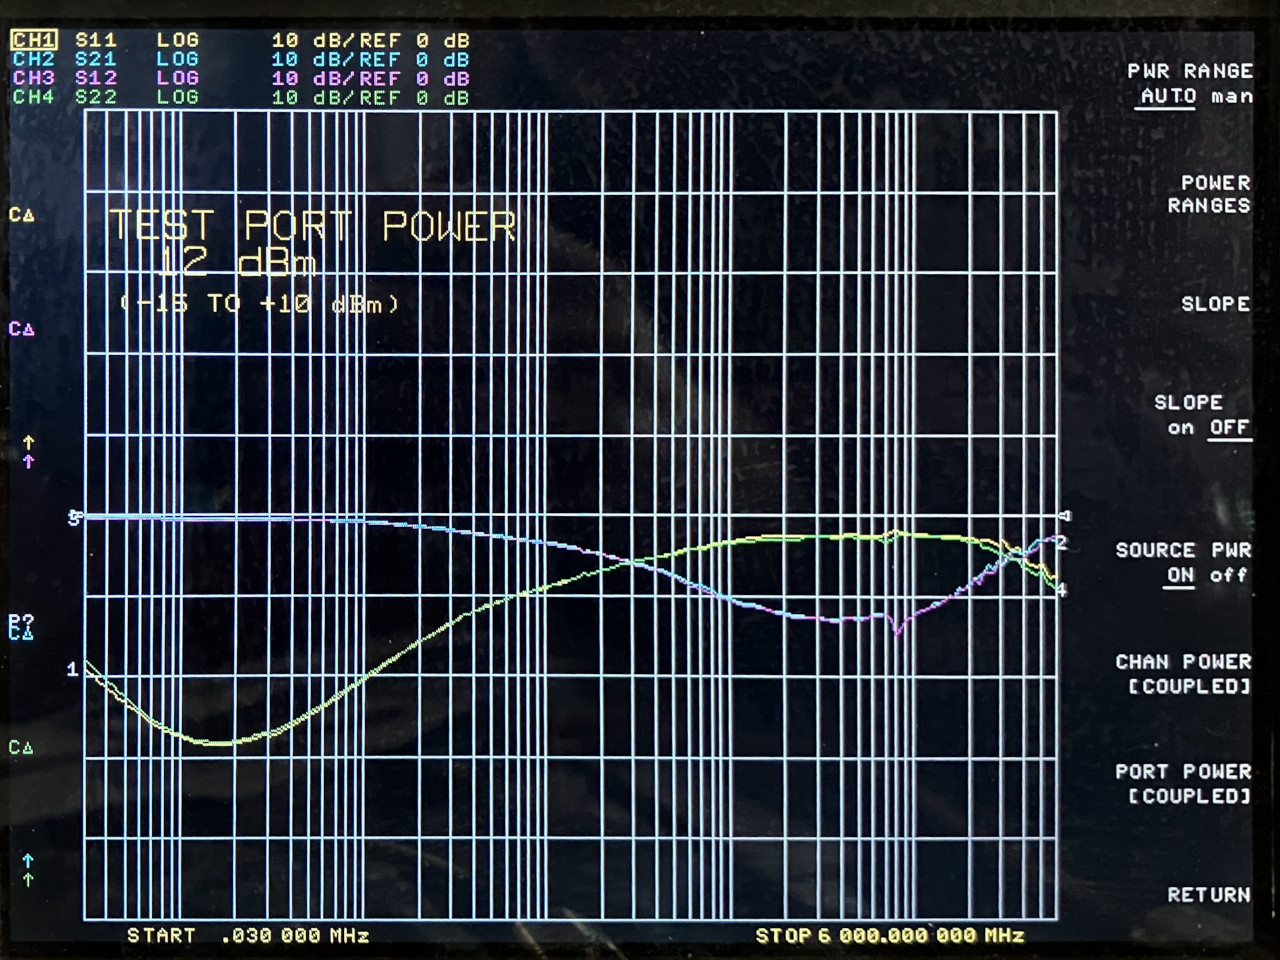 CH1 S11 LOG 10 dB/REF 0 dB
CH2 S21 LOG 10 dB/REF 0 dB
CH3 S12 LOG 10 dB/REF 0 dB
CH4 S22 LOG 10 dB/REF 0 dB
PWR RANGE
AUTO man
POWER
RANGES
SLOPE
SLOPE
on OFF
SOURCE PWR
ON off
CHAN POWER
[COUPLED]
PORT POWER
[COUPLED]
RETURN
CΔ
CΔ
↑
↑
P?
CΔ
1
CΔ
↑
↑
TEST PORT POWER
12 dBm
(-15 TO +10 dBm)
2
4
START .030 000 MHz
STOP 6 000.000 000 MHz